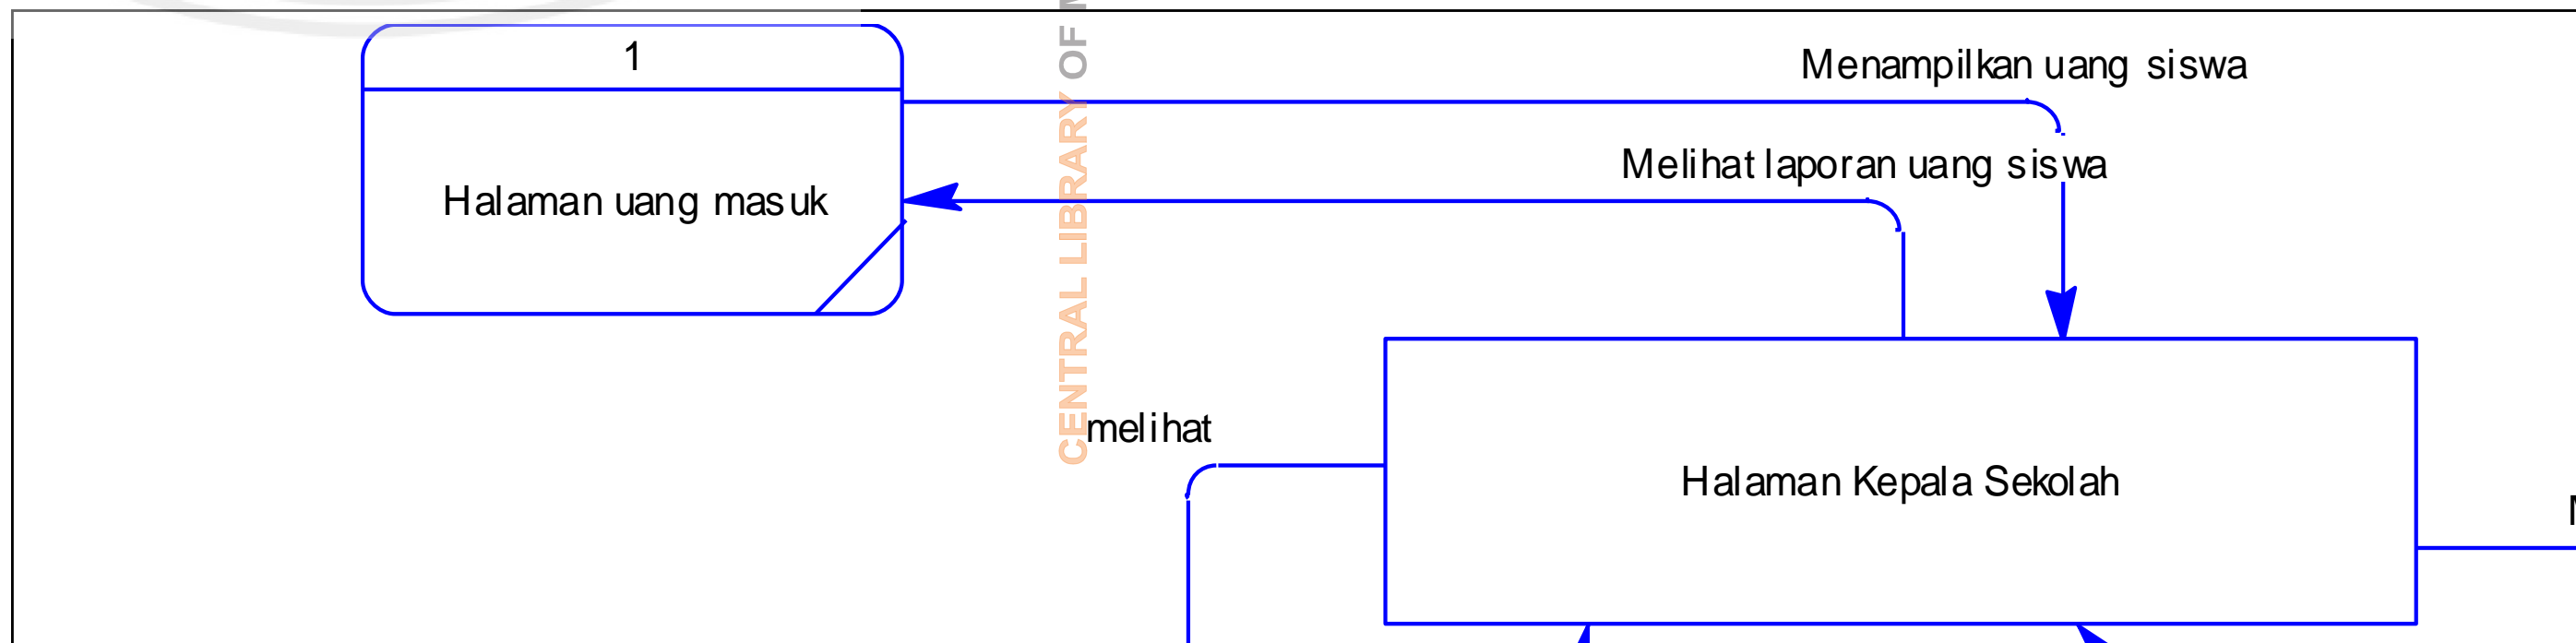 1
Menampilkan uang siswa
Melihat laporan uang siswa
Halaman uang masuk
CENTRAL LIBRARY OF
melihat
Halaman Kepala Sekolah